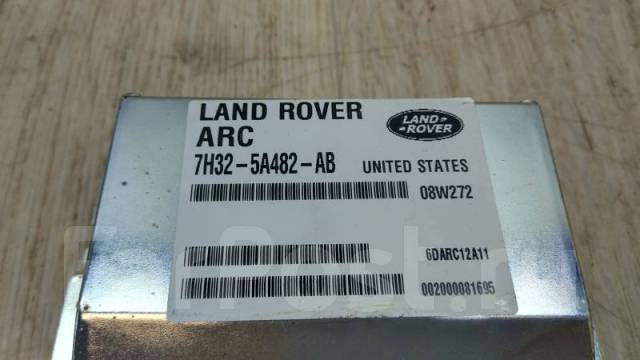 LAND ROVER
ARC
LAND ROVER
7H32-5A482-AB UNITED STATES
08W272
6DARC12A11
002000081695